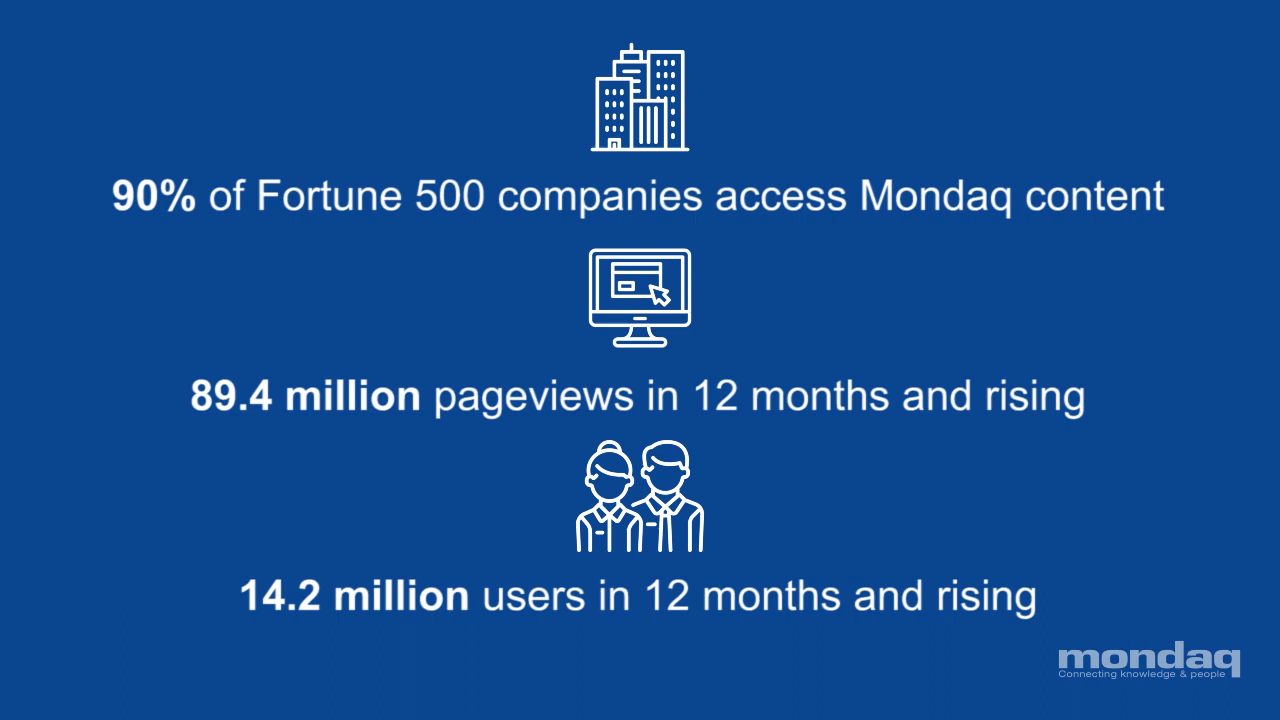 90% of Fortune 500 companies access Mondaq content
89.4 million pageviews in 12 months and rising
14.2 million users in 12 months and rising
mondaq
Connecting knowledge & people